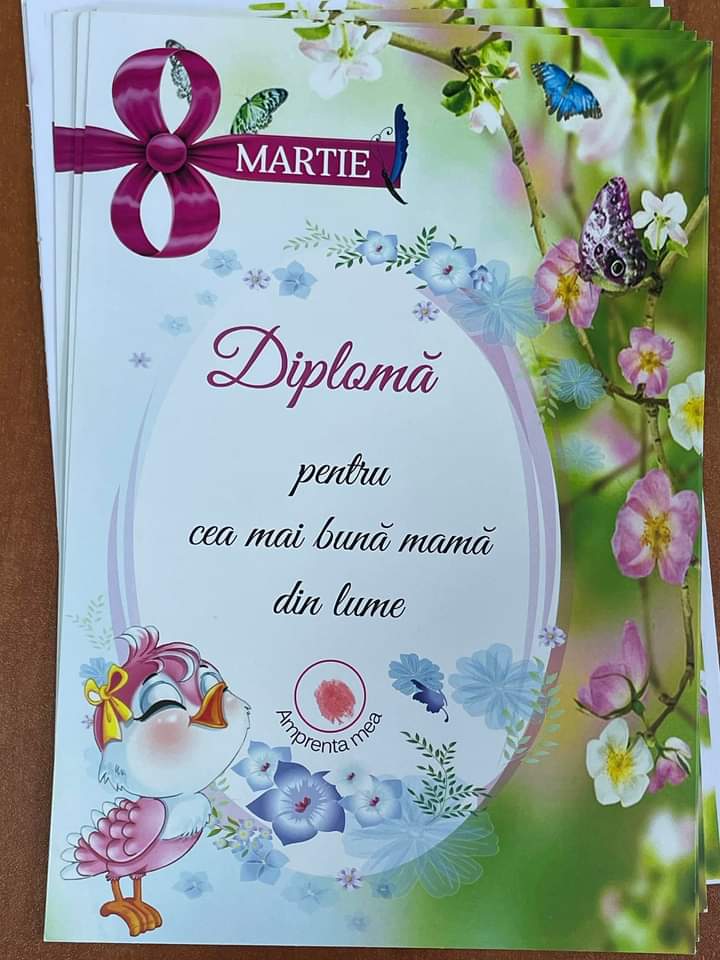 8 MARTIE
Diplomă
pentru
cea mai bună mamă
din lume
Amprenta mea